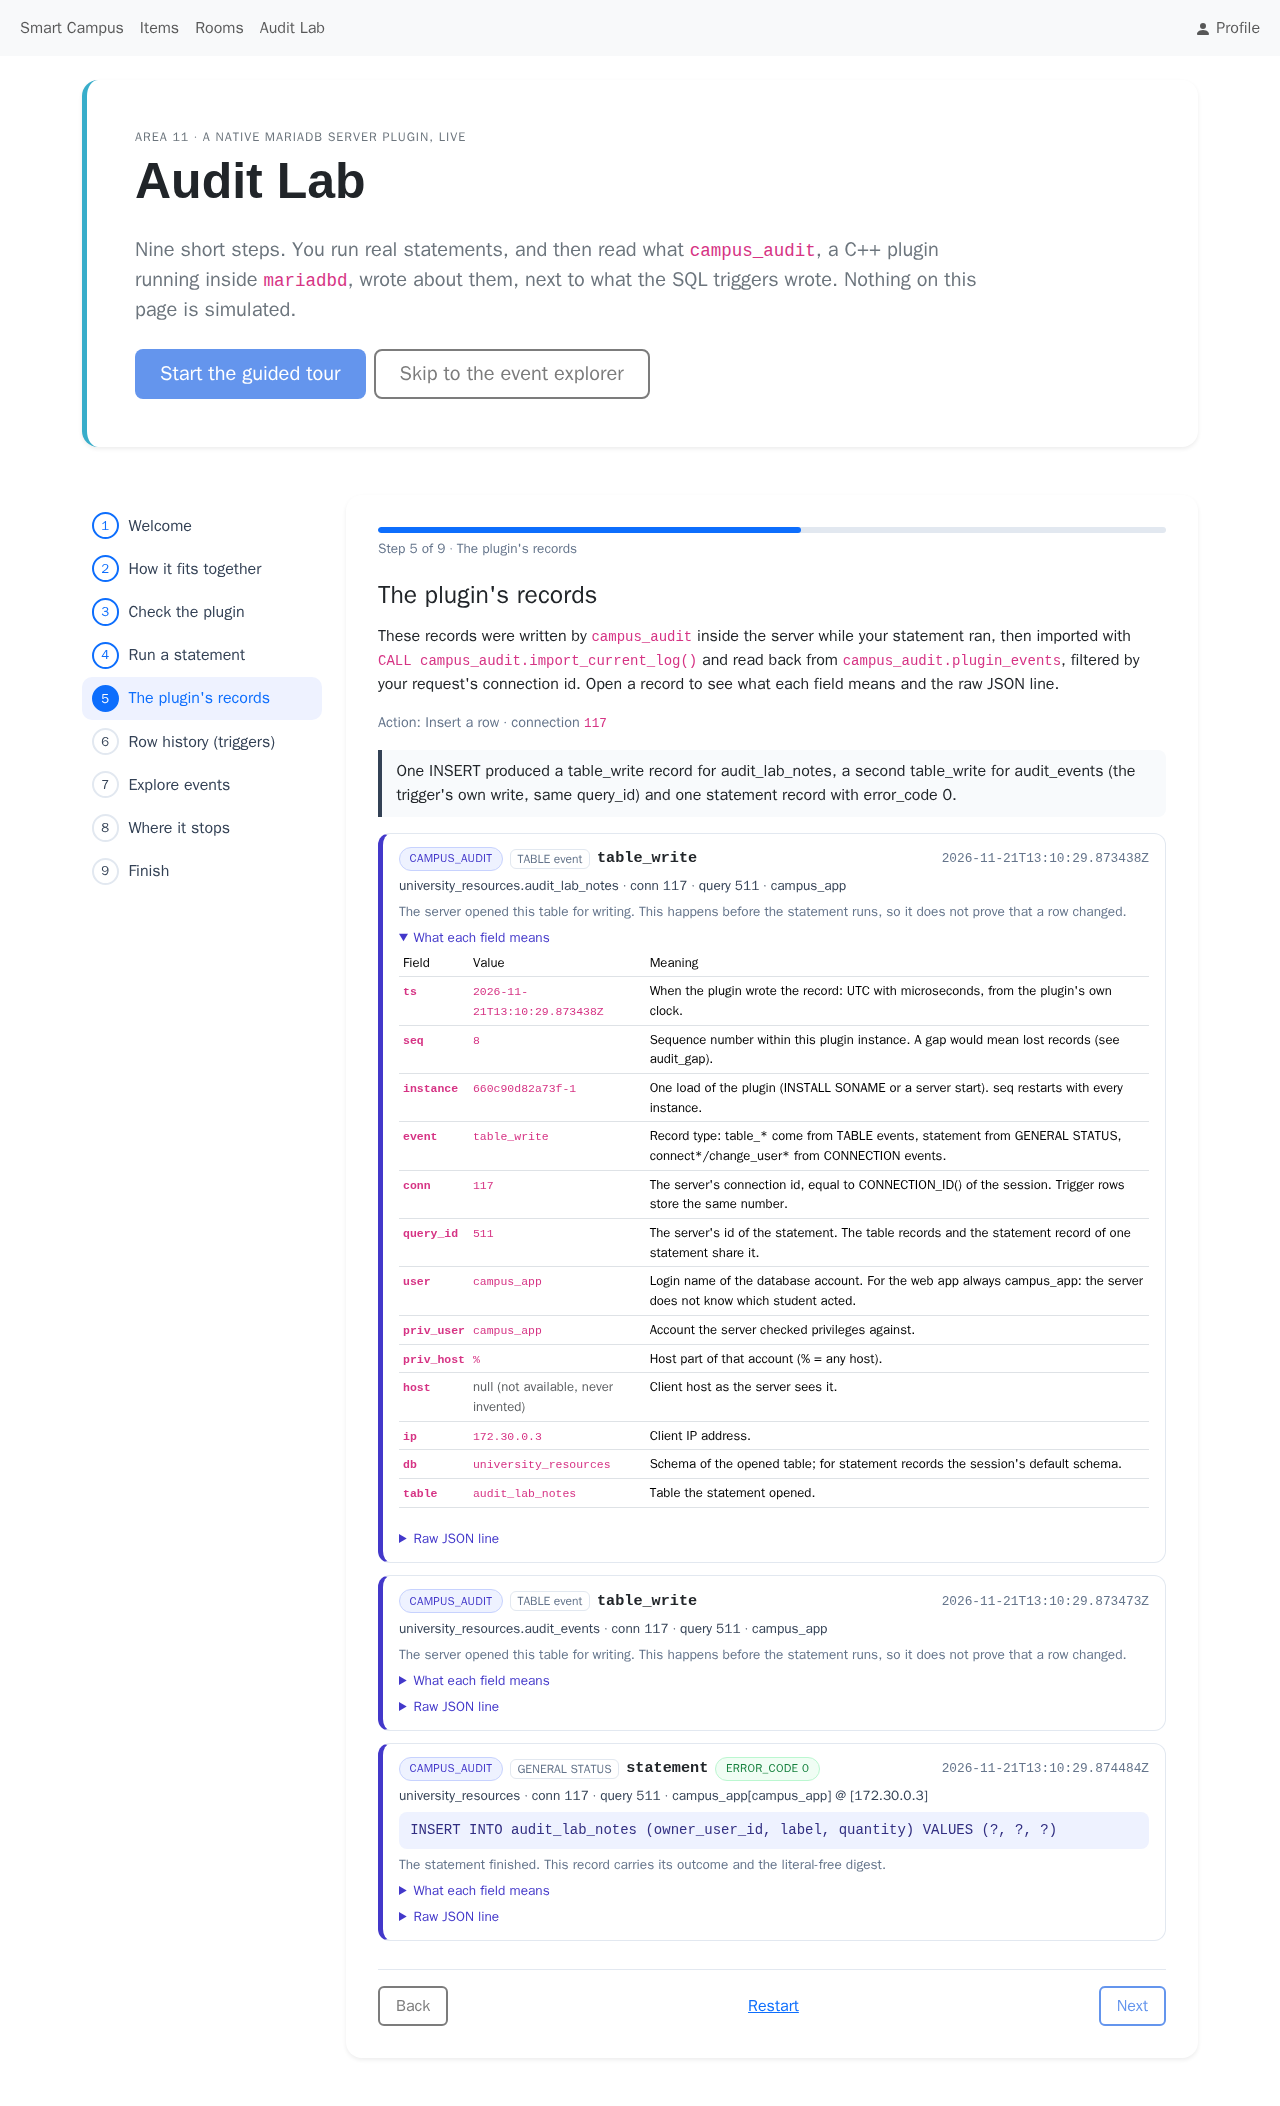 Smart Campus Items Rooms Audit Lab Profile
AREA 11 · A NATIVE MARIADB SERVER PLUGIN, LIVE
Audit Lab
Nine short steps. You run real statements, and then read what campus_audit, a C++ plugin
running inside mariadbd, wrote about them, next to what the SQL triggers wrote. Nothing on this
page is simulated.
Start the guided tour Skip to the event explorer
1 Welcome
2 How it fits together
3 Check the plugin
4 Run a statement
5 The plugin's records
6 Row history (triggers)
7 Explore events
8 Where it stops
9 Finish
Step 5 of 9 · The plugin's records
The plugin's records
These records were written by campus_audit inside the server while your statement ran, then imported with
CALL campus_audit.import_current_log() and read back from campus_audit.plugin_events, filtered by
your request's connection id. Open a record to see what each field means and the raw JSON line.
Action: Insert a row · connection 117
One INSERT produced a table_write record for audit_lab_notes, a second table_write for audit_events (the
trigger's own write, same query_id) and one statement record with error_code 0.
CAMPUS_AUDIT TABLE event table_write 2026-11-21T13:10:29.873438Z
university_resources.audit_lab_notes · conn 117 · query 511 · campus_app
The server opened this table for writing. This happens before the statement runs, so it does not prove that a row changed.
▼ What each field means
Field Value Meaning
ts 2026-11- When the plugin wrote the record: UTC with microseconds, from the plugin's own
21T13:10:29.873438Z clock.
seq 8 Sequence number within this plugin instance. A gap would mean lost records (see
audit_gap).
instance 660c90d82a73f-1 One load of the plugin (INSTALL SONAME or a server start). seq restarts with every
instance.
event table_write Record type: table_* come from TABLE events, statement from GENERAL STATUS,
connect*/change_user* from CONNECTION events.
conn 117 The server's connection id, equal to CONNECTION_ID() of the session. Trigger rows
store the same number.
query_id 511 The server's id of the statement. The table records and the statement record of one
statement share it.
user campus_app Login name of the database account. For the web app always campus_app: the server
does not know which student acted.
priv_user campus_app Account the server checked privileges against.
priv_host % Host part of that account (% = any host).
host null (not available, never Client host as the server sees it.
invented)
ip 172.30.0.3 Client IP address.
db university_resources Schema of the opened table; for statement records the session's default schema.
table audit_lab_notes Table the statement opened.
▶ Raw JSON line
CAMPUS_AUDIT TABLE event table_write 2026-11-21T13:10:29.873473Z
university_resources.audit_events · conn 117 · query 511 · campus_app
The server opened this table for writing. This happens before the statement runs, so it does not prove that a row changed.
▶ What each field means
▶ Raw JSON line
CAMPUS_AUDIT GENERAL STATUS statement ERROR_CODE 0 2026-11-21T13:10:29.874484Z
university_resources · conn 117 · query 511 · campus_app[campus_app] @ [172.30.0.3]
INSERT INTO audit_lab_notes (owner_user_id, label, quantity) VALUES (?, ?, ?)
The statement finished. This record carries its outcome and the literal-free digest.
▶ What each field means
▶ Raw JSON line
Back Restart Next